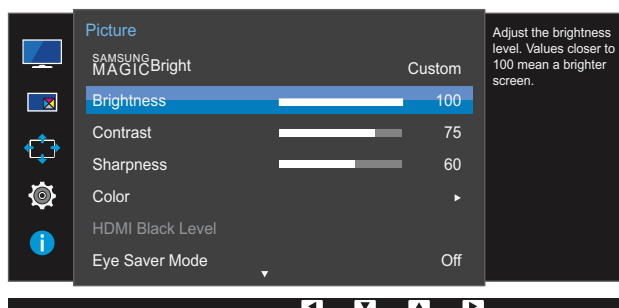 Picture
SAMSUNG
MAGICBright Custom
Brightness 100
Contrast 75
Sharpness 60
Color
HDMI Black Level
Eye Saver Mode Off
Adjust the brightness
level. Values closer to
100 mean a brighter
screen.